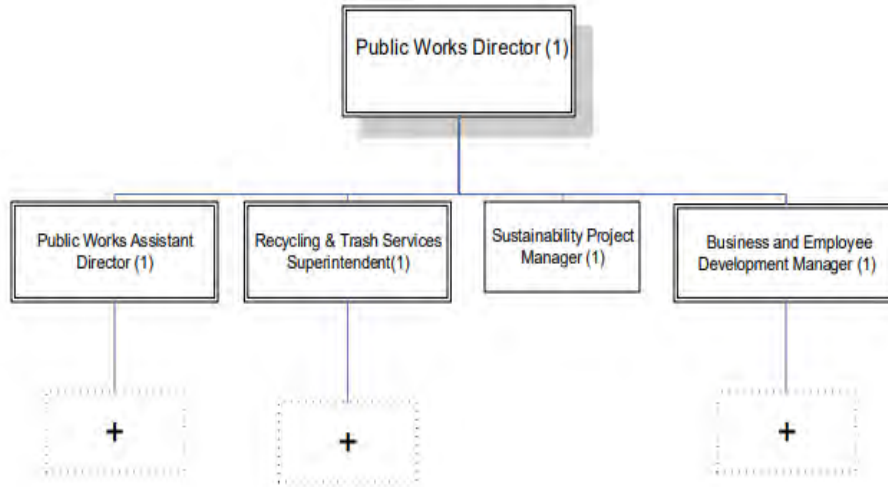 Public Works Director (1)
Public Works Assistant
Director (1)
Recycling & Trash Services
Superintendent(1)
Sustainability Project
Manager (1)
Business and Employee
Development Manager (1)
+
+
+